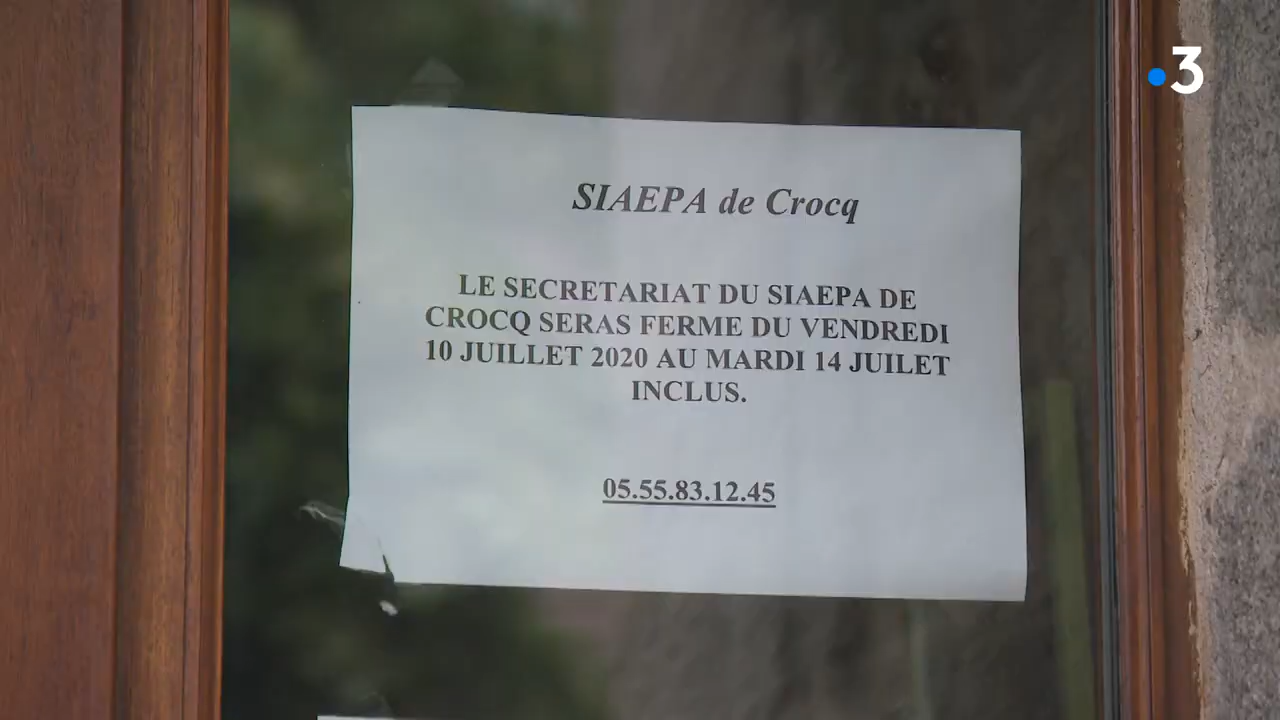 3
SIAEPA de Crocq
LE SECRETARIAT DU SIAEPA DE
CROCQ SERAS FERME DU VENDREDI
10 JUILLET 2020 AU MARDI 14 JUILET
INCLUS.
05.55.83.12.45